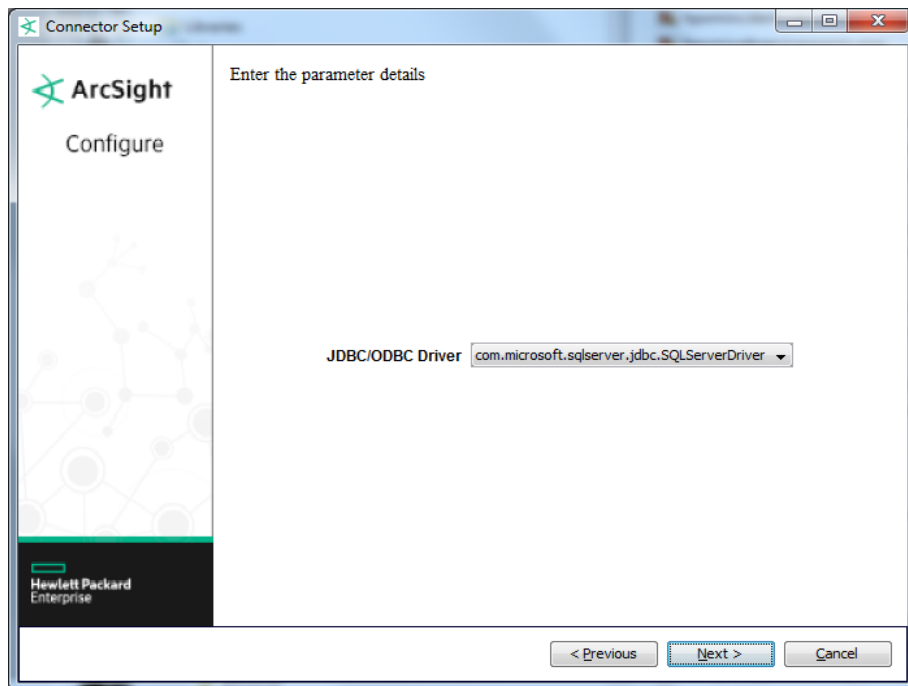 Connector Setup
ArcSight
Configure
Enter the parameter details
JDBC/ODBC Driver com.microsoft.sqlserver.jdbc.SQLServerDriver
Hewlett Packard
Enterprise
< Previous Next > Cancel